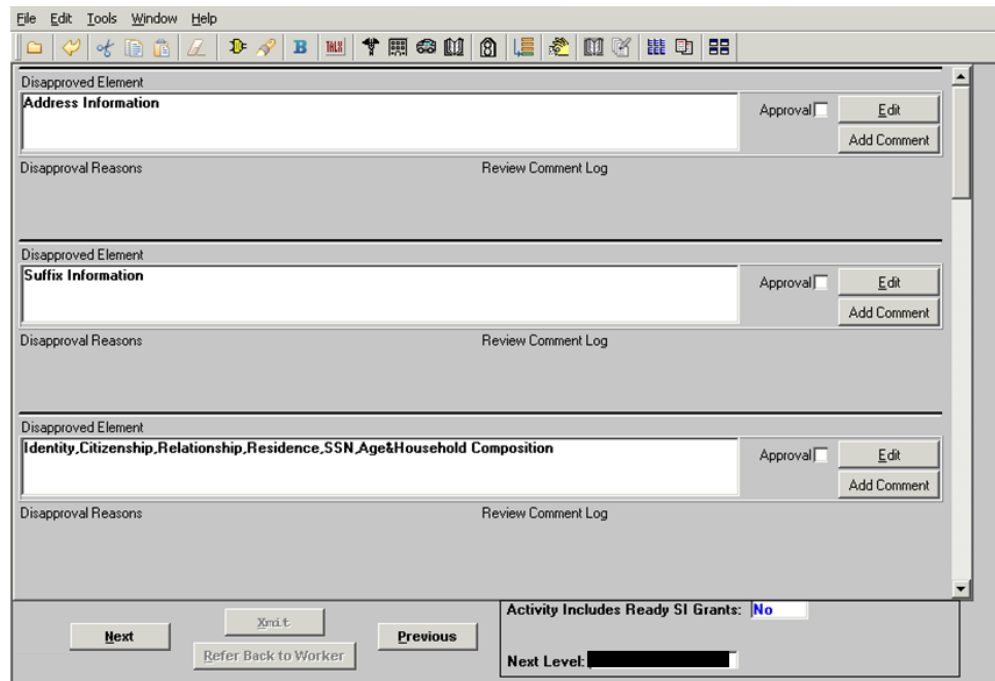 File Edit Tools Window Help
B TALX
Disapproved Element
Address Information
Approval Edit
Add Comment
Disapproval Reasons Review Comment Log
Disapproved Element
Suffix Information
Approval Edit
Add Comment
Disapproval Reasons Review Comment Log
Disapproved Element
Identity,Citizenship,Relationship,Residence,SSN,Age&Household Composition
Approval Edit
Add Comment
Disapproval Reasons Review Comment Log
Activity Includes Ready SI Grants: No
Next Xmit Previous
Refer Back to Worker
Next Level: